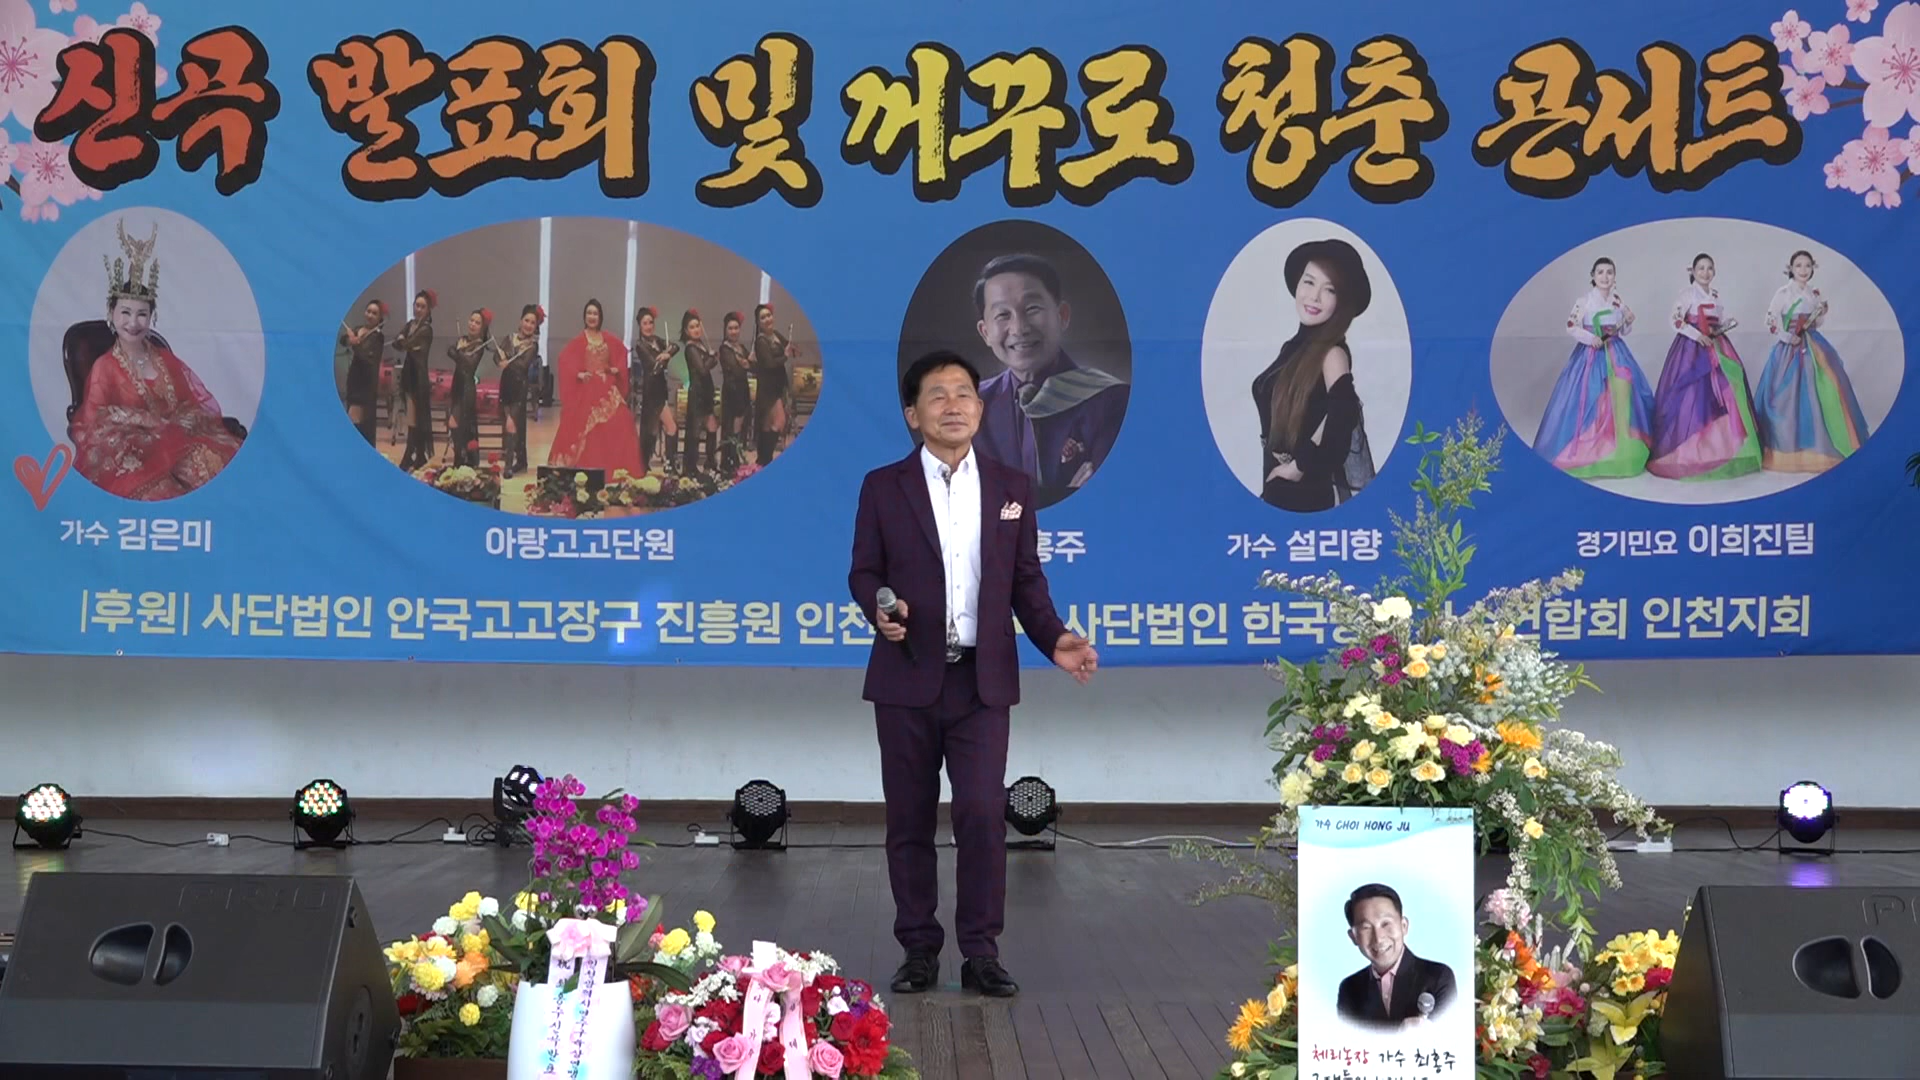 신곡 발표회 및 꺼꾸로 청춘 콘서트
가수 김은미
아랑고고단원
홍주
가수 설리향
경기민요 이희진팀
|후원| 사단법인 안국고고장구 진흥원 인천
사단법인 한국
연합회 인천지회
가수 CHOI HONG JU
체리농장 가수 최홍주
祝